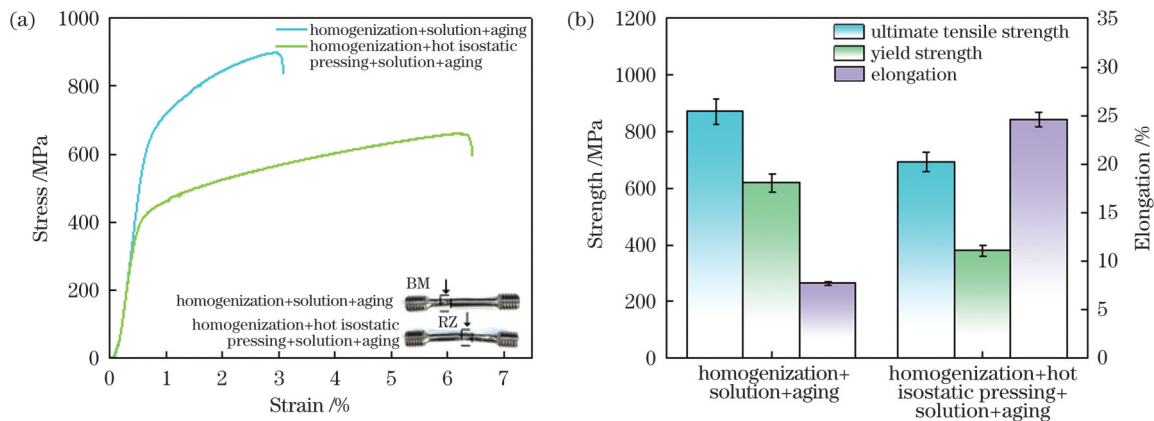 (a)
1000
800
600
400
200
0
Stress /MPa
homogenization+solution+aging
homogenization+hot isostatic
pressing+solution+aging
BM
homogenization+solution+aging
homogenization+hot isostatic
pressing+solution+aging
RZ
0 1 2 3 4 5 6 7
Strain /%
(b)
1200
1000
800
600
400
200
0
Strength /MPa
ultimate tensile strength
yield strength
elongation
35
30
25
20
15
10
5
0
Elongation /%
homogenization+
solution+aging
homogenization+hot
isostatic pressing+
solution+aging